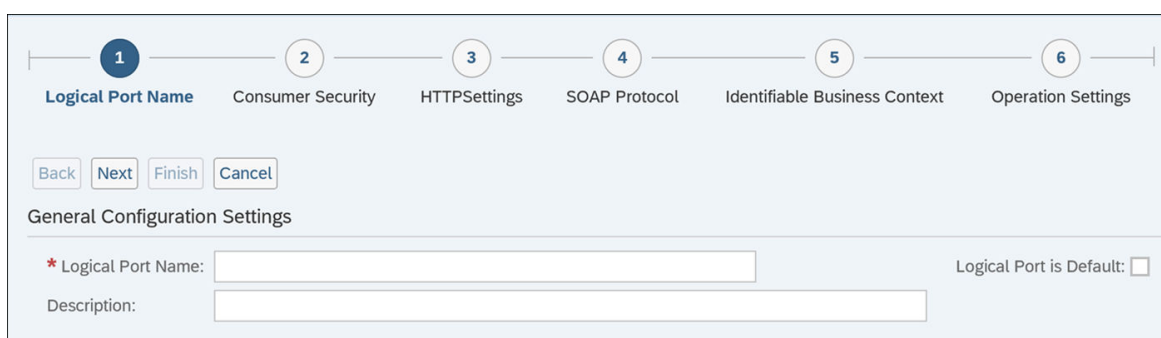 1 2 3 4 5 6
Logical Port Name Consumer Security HTTPSettings SOAP Protocol Identifiable Business Context Operation Settings
Back Next Finish Cancel
General Configuration Settings
* Logical Port Name: Logical Port is Default:
Description: